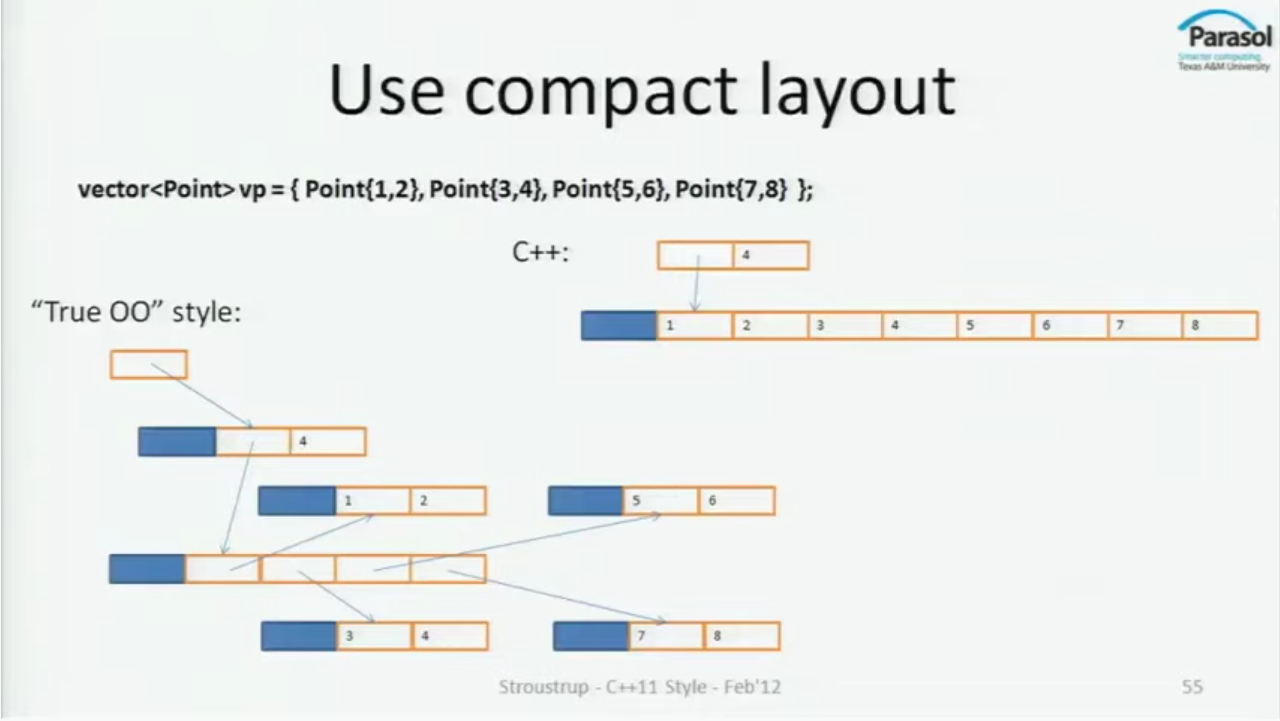 Parasol
Smarter computing.
Texas A&M University
Use compact layout
vector<Point> vp = { Point{1,2}, Point{3,4}, Point{5,6}, Point{7,8} };
C++:
4
1 2 3 4 5 6 7 8
“True OO” style:
4
1 2
5 6
3 4
7 8
Stroustrup - C++11 Style - Feb'12
55